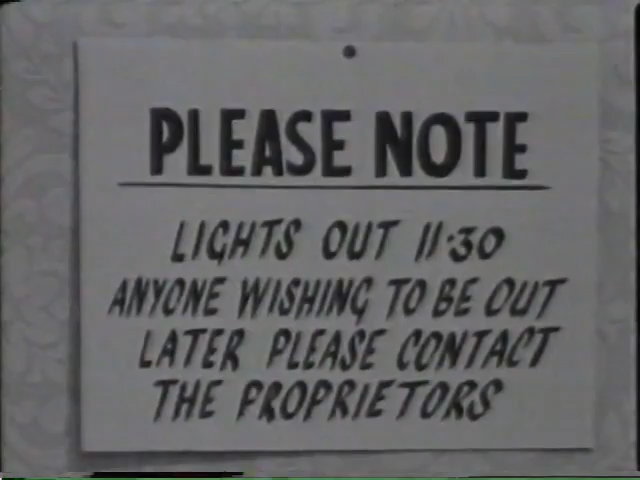 PLEASE NOTE
LIGHTS OUT 11·30
ANYONE WISHING TO BE OUT
LATER PLEASE CONTACT
THE PROPRIETORS